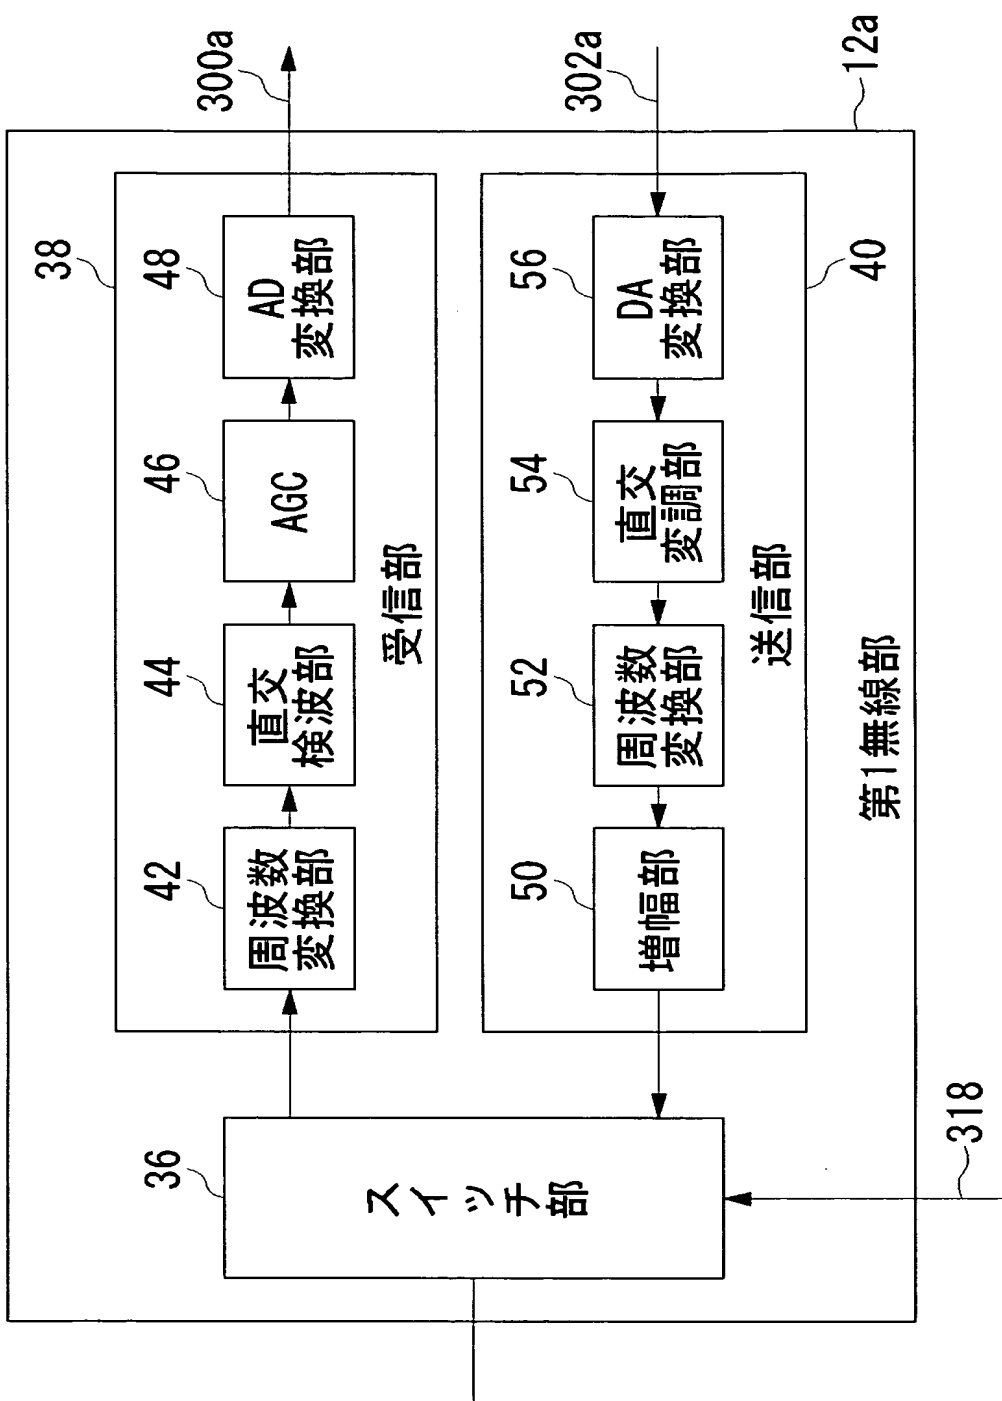 300a
302a
12a
38
42
周波数
変換部
44
直交
検波部
46
AGC
48
AD
変換部
受信部
36
スイッチ部
50
増幅部
52
周波数
変換部
54
直交
変調部
56
DA
変換部
送信部
40
第1無線部
318